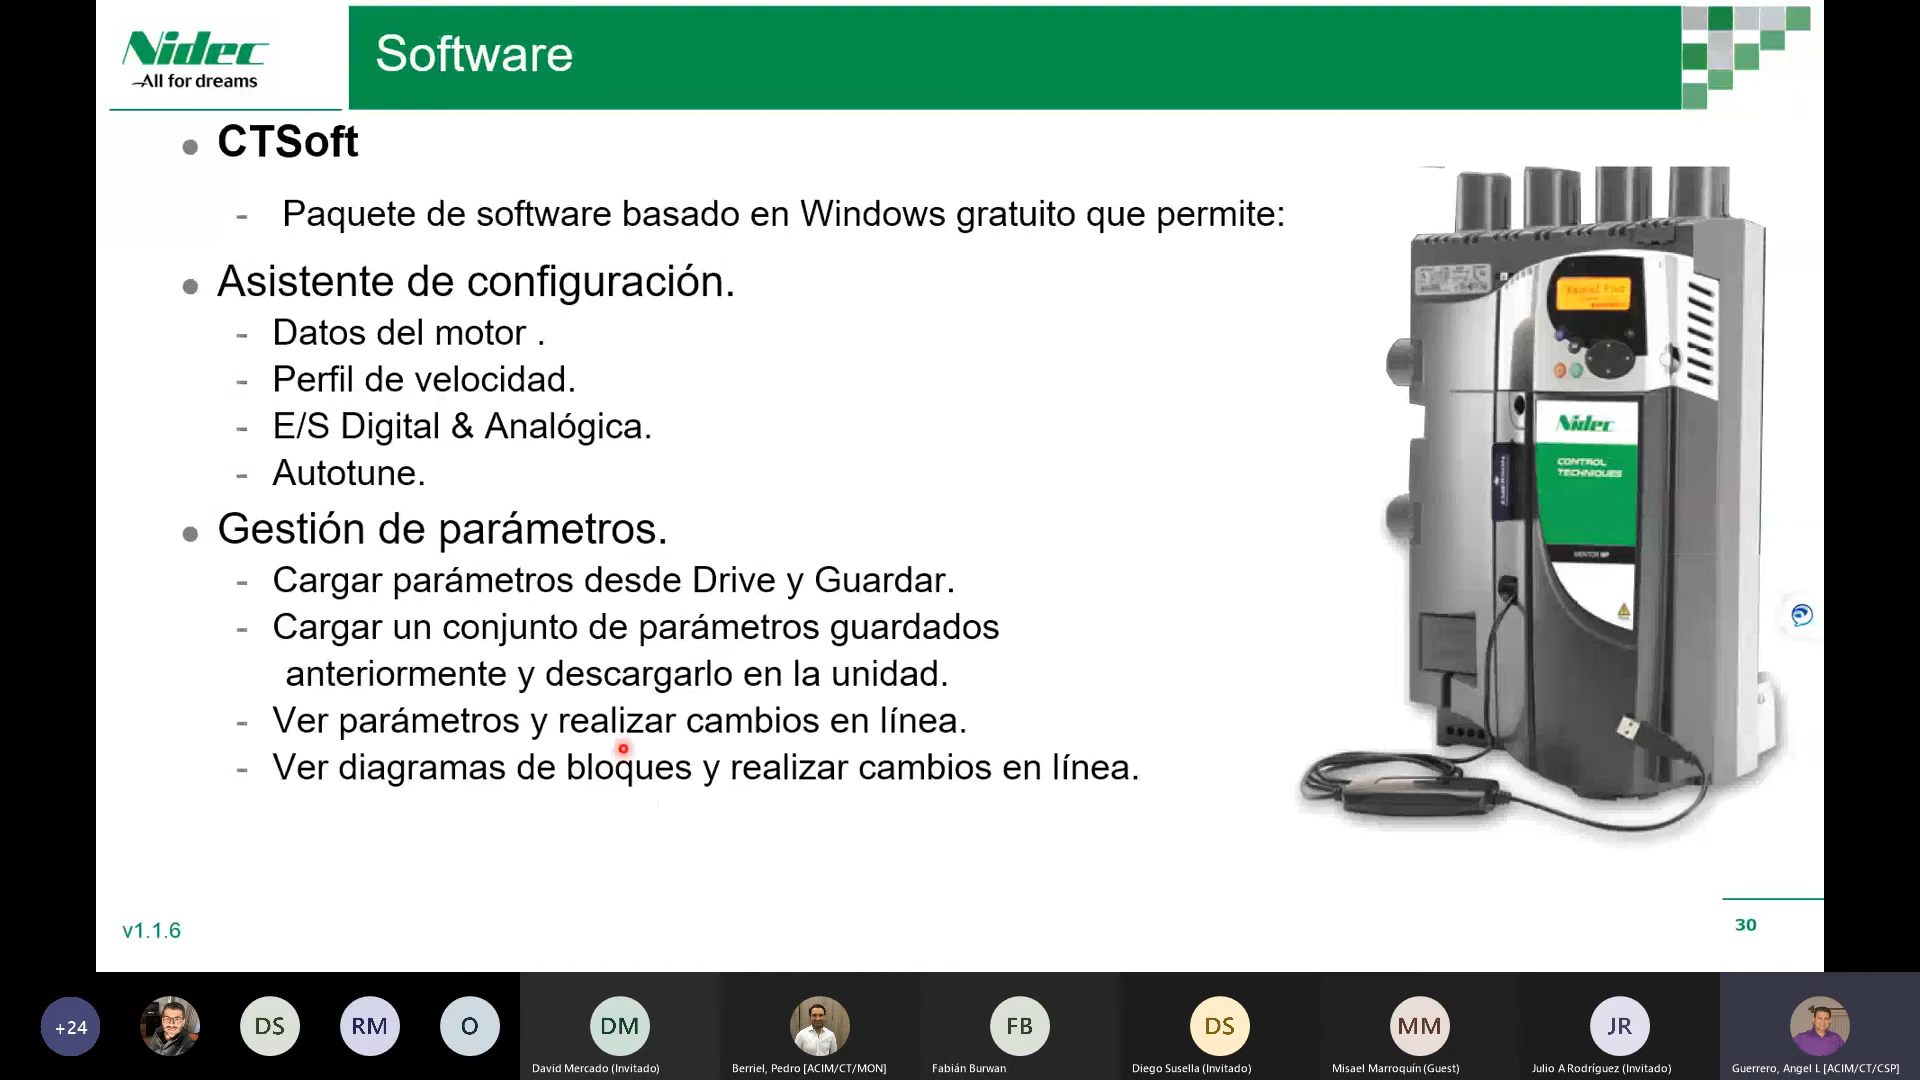 Nidec
All for dreams
Software
CTSoft
- Paquete de software basado en Windows gratuito que permite:
Asistente de configuración.
- Datos del motor .
- Perfil de velocidad.
- E/S Digital & Analógica.
- Autotune.
Gestión de parámetros.
- Cargar parámetros desde Drive y Guardar.
- Cargar un conjunto de parámetros guardados
anteriormente y descargarlo en la unidad.
- Ver parámetros y realizar cambios en línea.
- Ver diagramas de bloques y realizar cambios en línea.
Nidec
CONTROL
TECHNIQUES
MENTOR MP
v1.1.6
30
+24
DS
RM
O
DM
FB
DS
MM
JR
David Mercado (Invitado)
Berriel, Pedro [ACIM/CT/MON]
Fabián Burwan
Diego Susella (Invitado)
Misael Marroquín (Guest)
Julio A Rodríguez (Invitado)
Guerrero, Angel L [ACIM/CT/CSP]